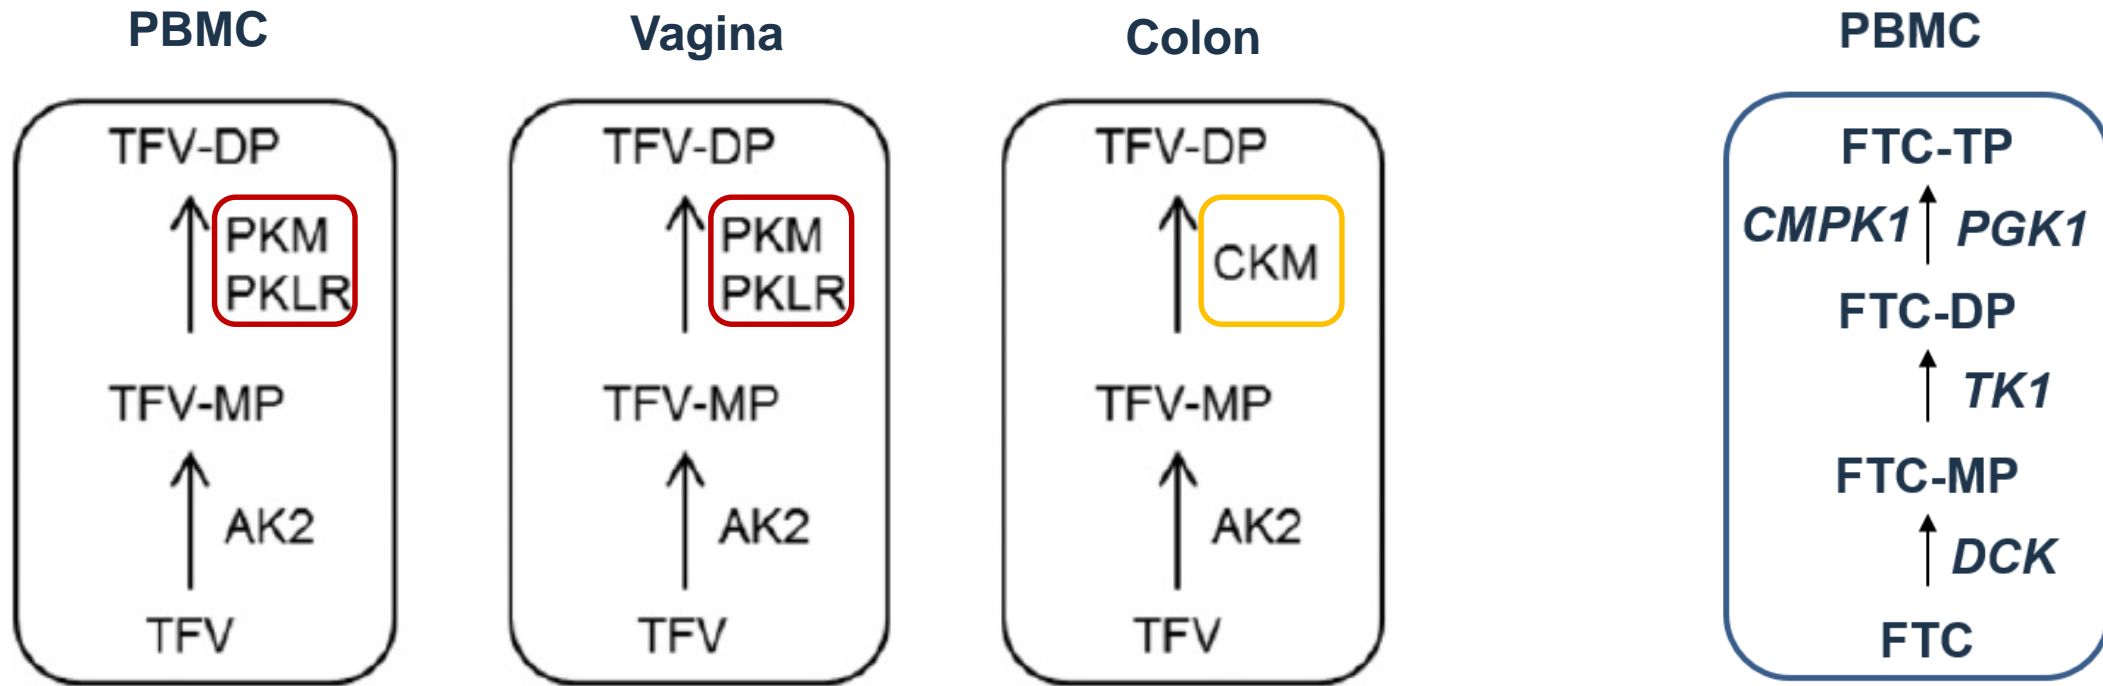 PBMC
TFV-DP
PKM
PKLR
TFV-MP
AK2
TFV
Vagina
TFV-DP
PKM
PKLR
TFV-MP
AK2
TFV
Colon
TFV-DP
CKM
TFV-MP
AK2
TFV
PBMC
FTC-TP
CMPK1 PGK1
FTC-DP
TK1
FTC-MP
DCK
FTC